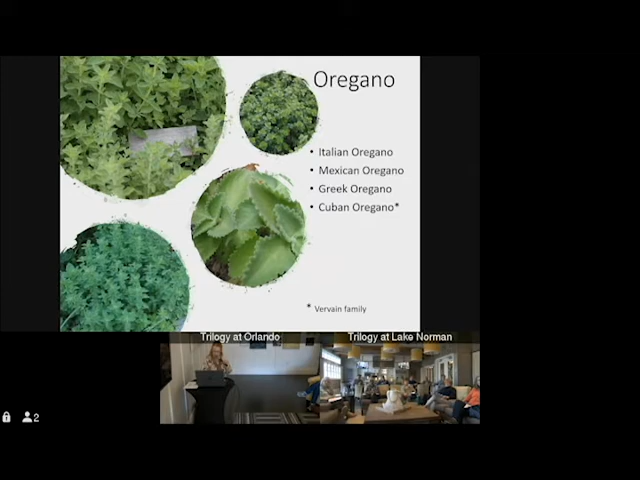 Oregano
• Italian Oregano
• Mexican Oregano
• Greek Oregano
• Cuban Oregano*
* Vervain family
Trilogy at Orlando
Trilogy at Lake Norman
2